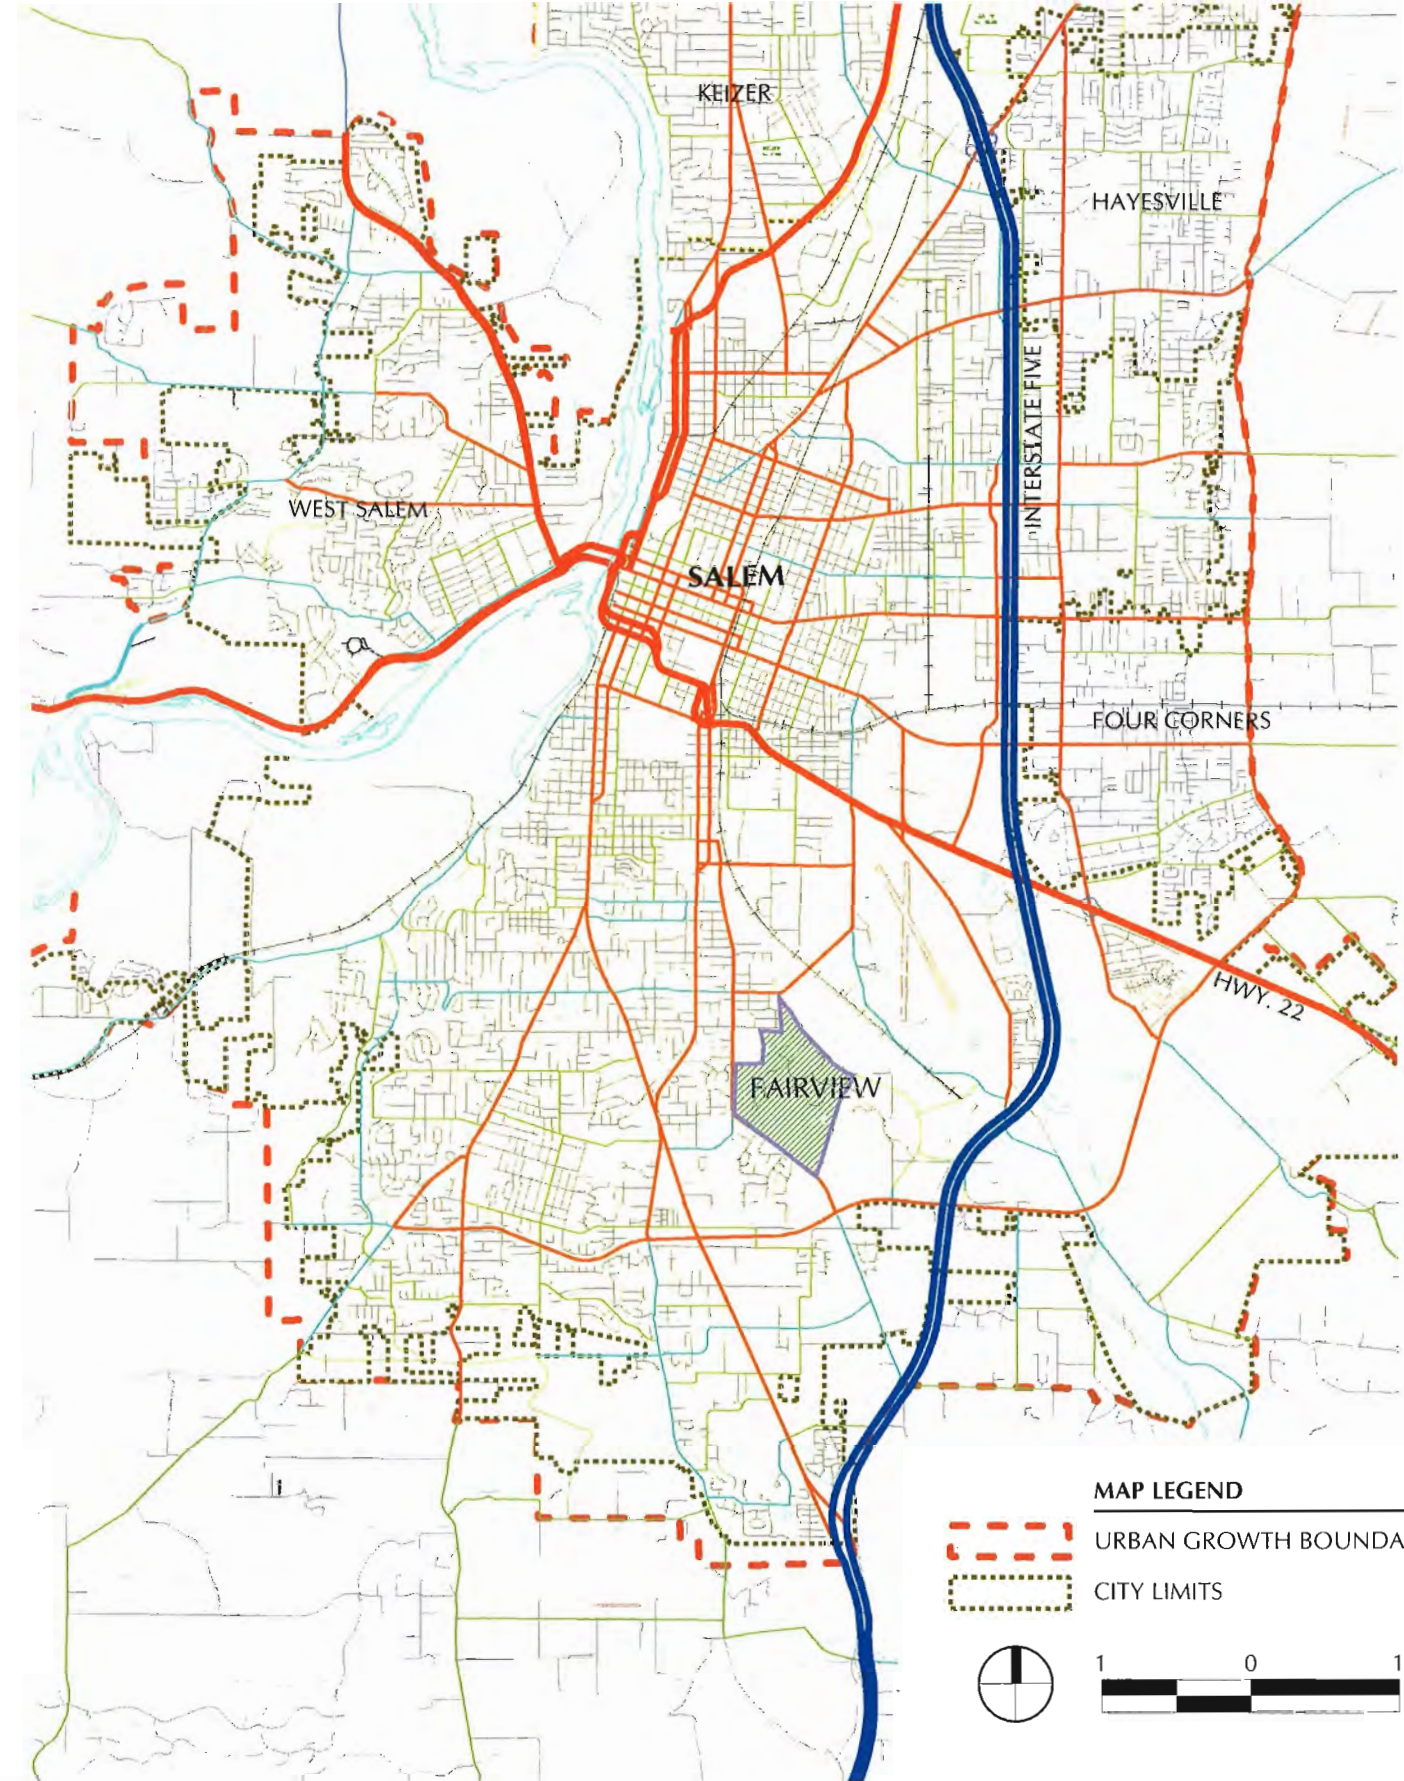 KEIZER
HAYESVILLE
INTERSTATE FIVE
WEST SALEM
SALEM
FOUR CORNERS
HWY. 22
FAIRVIEW
MAP LEGEND
URBAN GROWTH BOUNDA
CITY LIMITS
1 0 1